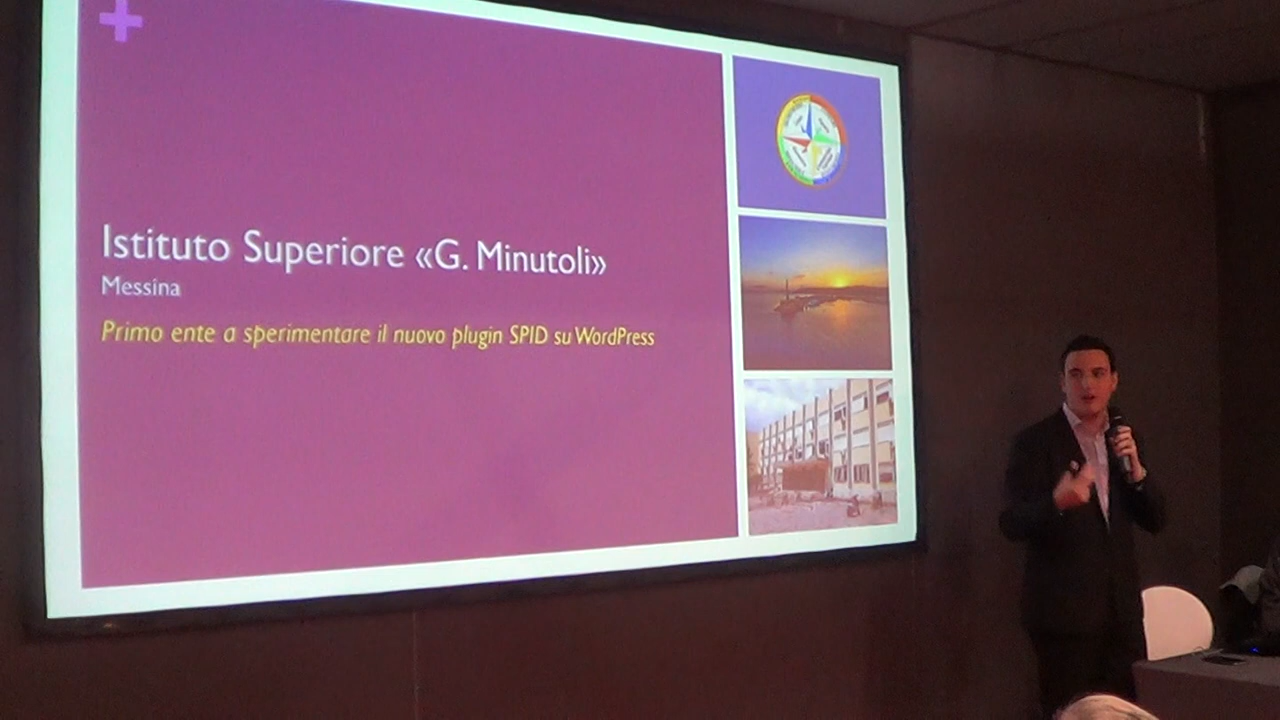 Istituto Superiore «G. Minutoli»
Messina
Primo ente a sperimentare il nuovo plugin SPID su WordPress